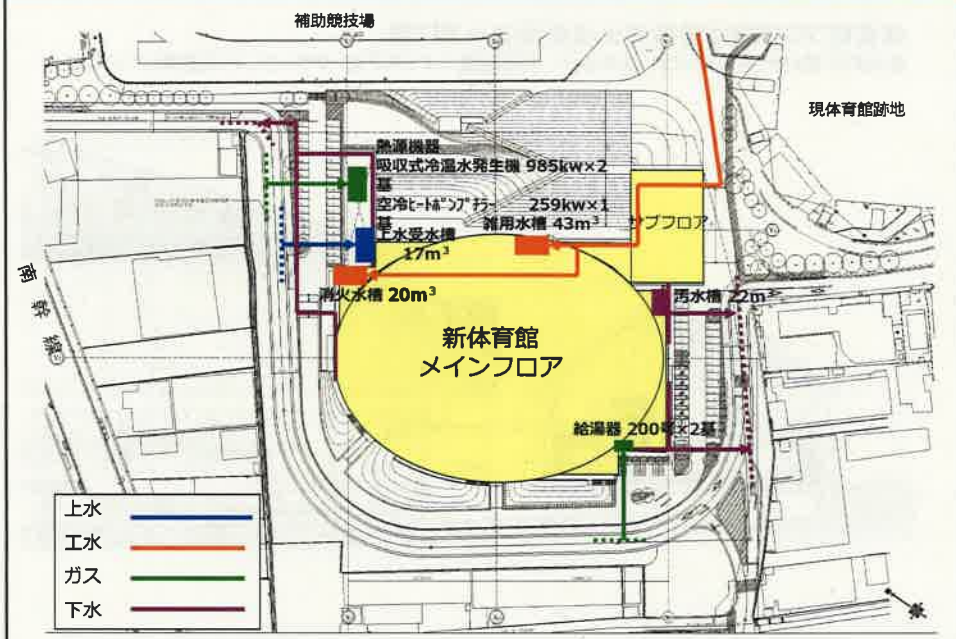 補助競技場
現体育館跡地
熱源機器
吸収式冷温水発生機 985kw×2
基
空冷ヒートポンプチラー 259kw×1
基
雑用水槽 43m³
サブフロア
上水受水槽
17m³
消火水槽 20m³
汚水槽 22m³
南幹線
新体育館
メインフロア
給湯器 200号×2基
上水
工水
ガス
下水